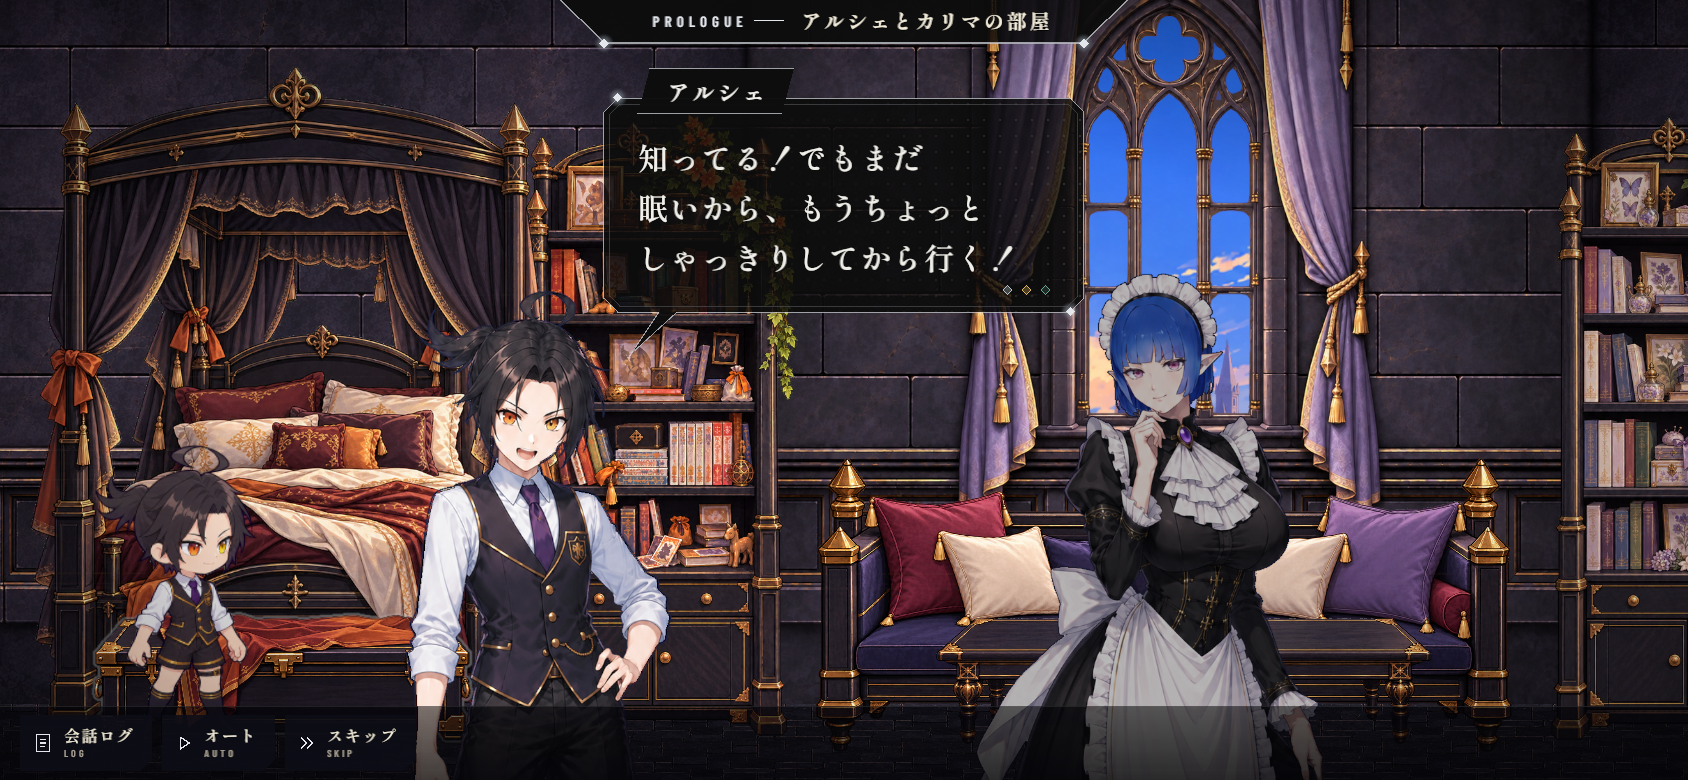 PROLOGUE アルシェとカリマの部屋
アルシェ
知ってる！でもまだ
眠いから、もうちょっと
しゃっきりしてから行く！
会話ログ
LOG
オート
AUTO
スキップ
SKIP